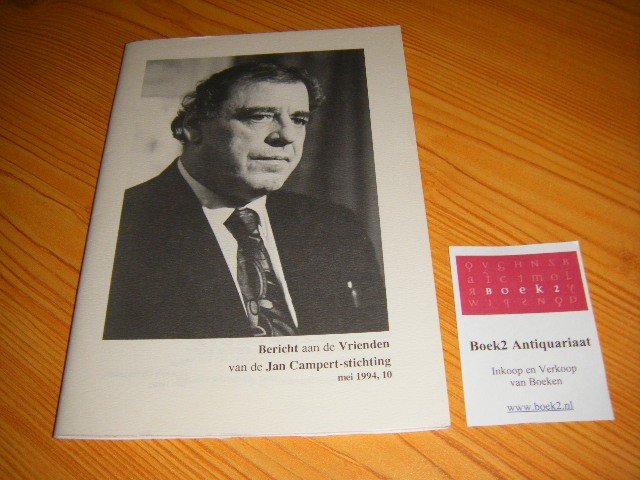 Bericht aan de Vrienden
van de Jan Campert-stichting
mei 1994, 10
BOEK2
Boek2 Antiquariaat
Inkoop en Verkoop
van Boeken
www.boek2.nl